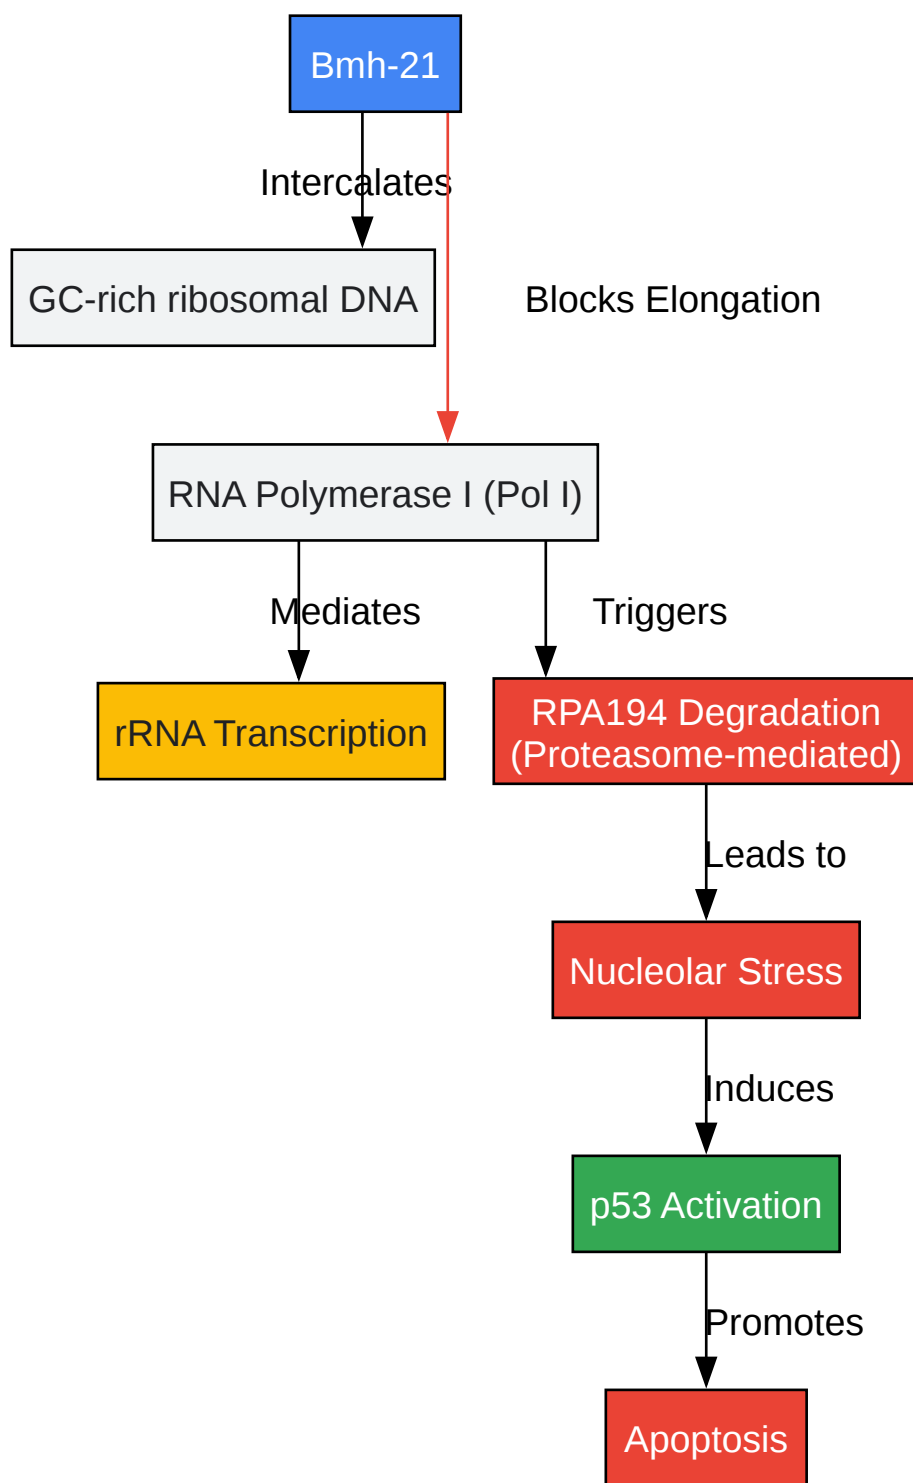 Bmh-21
Intercalates
GC-rich ribosomal DNA
Blocks Elongation
RNA Polymerase I (Pol I)
Mediates
Triggers
rRNA Transcription
RPA194 Degradation
(Proteasome-mediated)
Leads to
Nucleolar Stress
Induces
p53 Activation
Promotes
Apoptosis